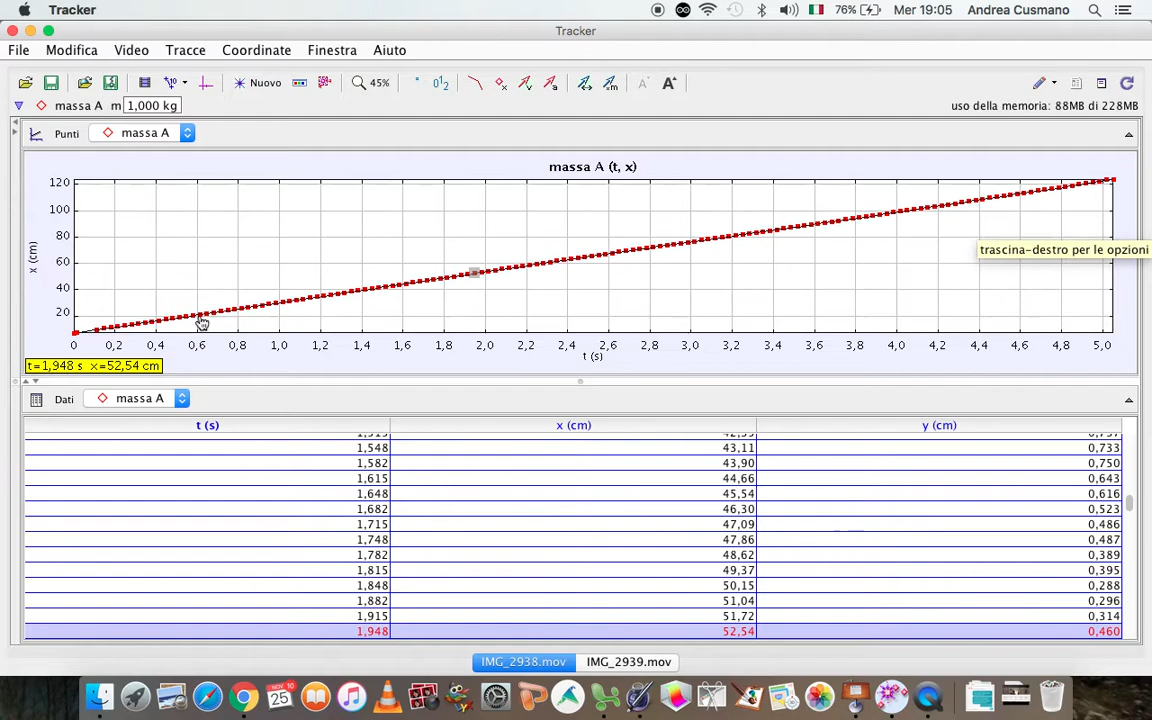 Tracker 76% Mer 19:05 Andrea Cusmano
Tracker
File Modifica Video Tracce Coordinate Finestra Aiuto
Nuovo 45%
massa A m 1,000 kg uso della memoria: 88MB di 228MB
Punti massa A
massa A (t, x)
x (cm)
120
100
80
60
40
20
trascina-destro per le opzioni
0 0,2 0,4 0,6 0,8 1,0 1,2 1,4 1,6 1,8 2,0 2,2 2,4 2,6 2,8 3,0 3,2 3,4 3,6 3,8 4,0 4,2 4,4 4,6 4,8 5,0
t (s)
t=1,948 s x=52,54 cm
Dati massa A
t (s) x (cm) y (cm)
1,548 43,11 0,733
1,582 43,90 0,750
1,615 44,66 0,643
1,648 45,54 0,616
1,682 46,30 0,523
1,715 47,09 0,486
1,748 47,86 0,487
1,782 48,62 0,389
1,815 49,37 0,395
1,848 50,15 0,288
1,882 51,04 0,296
1,915 51,72 0,314
1,948 52,54 0,460
IMG_2938.mov IMG_2939.mov